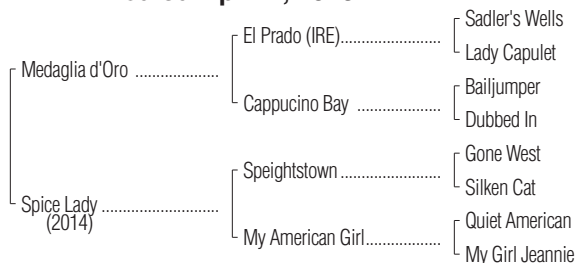 Sadler's Wells
El Prado (IRE)
Lady Capulet
Medaglia d'Oro
Bailjumper
Cappucino Bay
Dubbed In
Gone West
Speightstown
Silken Cat
Spice Lady
(2014)
Quiet American
My American Girl
My Girl Jeannie